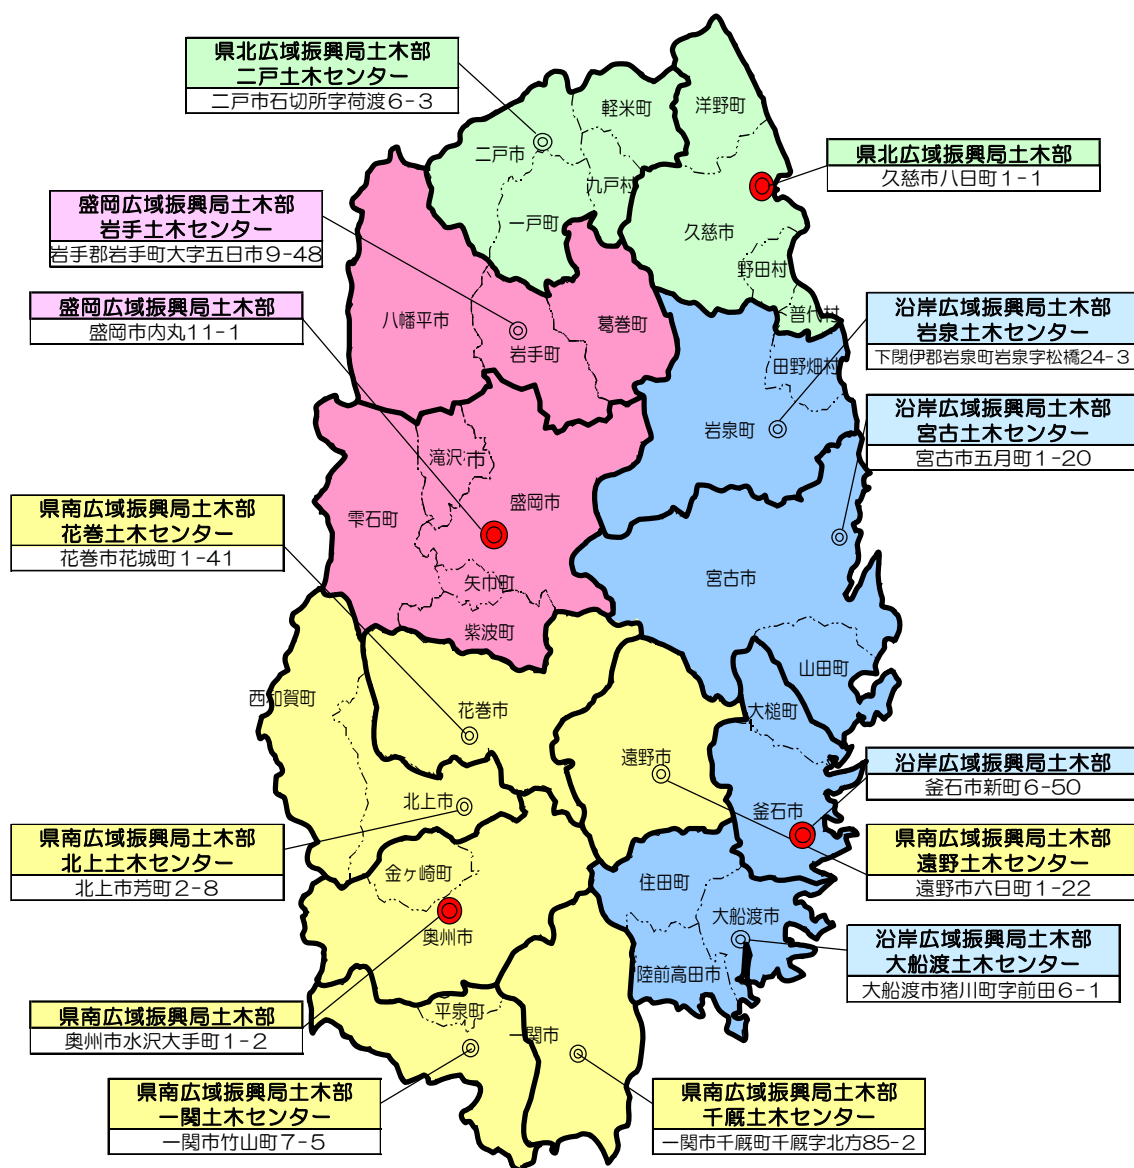 県北広域振興局土木部
二戸土木センター
二戸市石切所字荷渡6-3
県北広域振興局土木部
久慈市八日町1-1
盛岡広域振興局土木部
岩手土木センター
岩手郡岩手町大字五日市9-48
盛岡広域振興局土木部
盛岡市内丸11-1
沿岸広域振興局土木部
岩泉土木センター
下閉伊郡岩泉町岩泉字松橋24-3
沿岸広域振興局土木部
宮古土木センター
宮古市五月町1-20
県南広域振興局土木部
花巻土木センター
花巻市花城町1-41
沿岸広域振興局土木部
釜石市新町6-50
県南広域振興局土木部
北上土木センター
北上市芳町2-8
県南広域振興局土木部
遠野土木センター
遠野市六日町1-22
沿岸広域振興局土木部
大船渡土木センター
大船渡市猪川町字前田6-1
県南広域振興局土木部
奥州市水沢大手町1-2
県南広域振興局土木部
一関土木センター
一関市竹山町7-5
県南広域振興局土木部
千厩土木センター
一関市千厩町千厩字北方85-2
軽米町
洋野町
二戸市
九戸村
一戸町
久慈市
野田村
普代村
八幡平市
岩手町
葛巻町
田野畑村
岩泉町
滝沢市
盛岡市
雫石町
矢巾町
紫波町
宮古市
山田町
大槌町
西和賀町
花巻市
遠野市
北上市
釜石市
金ヶ崎町
住田町
大船渡市
奥州市
陸前高田市
平泉町
一関市